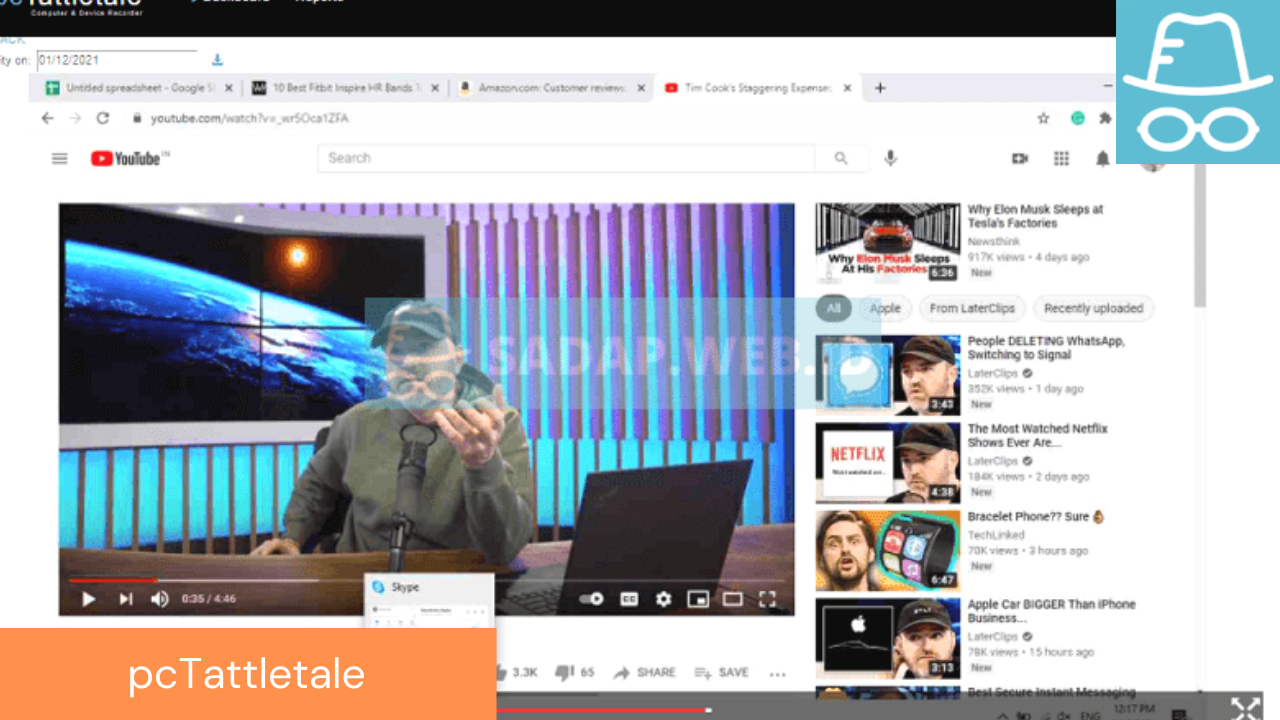 pcTattletale
Computer & Device Recorder
Dashboard
Reports
ACK
ity on:
01/12/2021
Untitled spreadsheet - Google S
10 Best Fitbit Inspire HR Bands
Amazon.com: Customer reviews:
Tim Cook's Staggering Expense:
youtube.com/watch?v=_wr5Oca1ZFA
YouTube IN
Search
Why Elon Musk Sleeps
At His Factories
6:36
Why Elon Musk Sleeps at
Tesla's Factories
Newsthink
917K views • 4 days ago
New
All
Apple
From LaterClips
Recently uploaded
SADAP.WEB.ID
3:43
People DELETING WhatsApp,
Switching to Signal
LaterClips
352K views • 1 day ago
New
NETFLIX
Most watched on...
4:38
The Most Watched Netflix
Shows Ever Are...
LaterClips
184K views • 2 days ago
New
6:47
Bracelet Phone?? Sure 👌
TechLinked
70K views • 3 hours ago
New
3:13
Apple Car BIGGER Than iPhone
Business...
LaterClips
78K views • 15 hours ago
New
Best Secure Instant Messaging
0:35 / 4:46
CC
Skype
3.3K
65
SHARE
SAVE
...
pcTattletale
ENG
12:17 PM